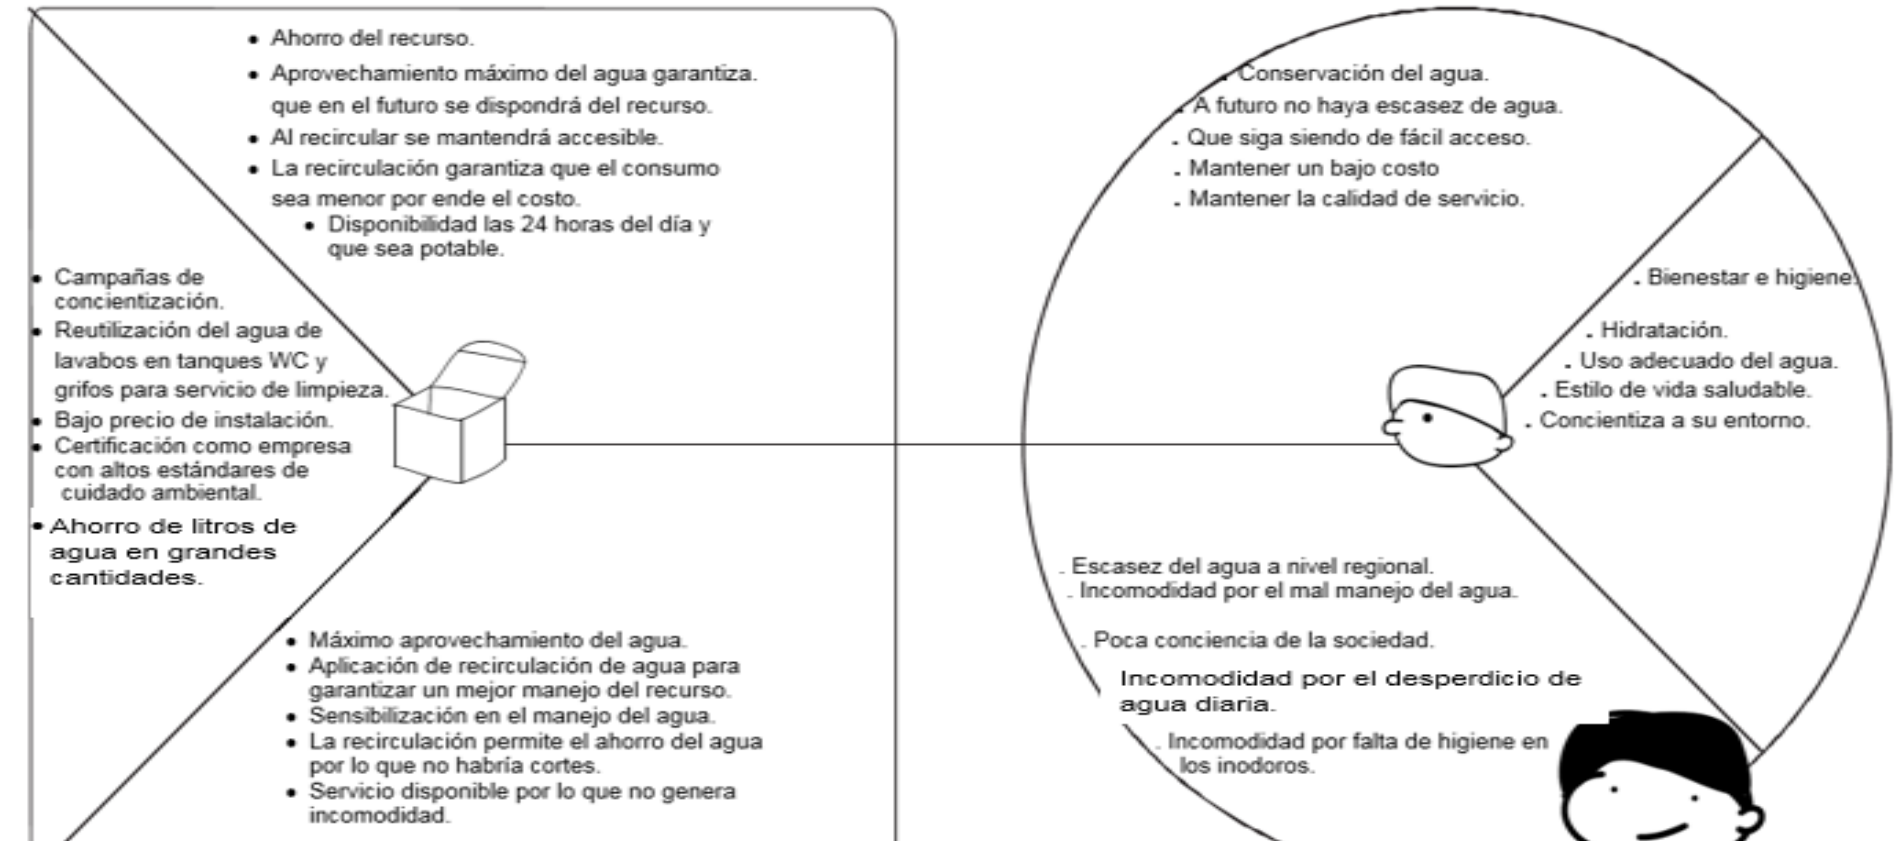 • Ahorro del recurso.
• Aprovechamiento máximo del agua garantiza.
que en el futuro se dispondrá del recurso.
• Al recircular se mantendrá accesible.
• La recirculación garantiza que el consumo
sea menor por ende el costo.
• Disponibilidad las 24 horas del día y
que sea potable.
• Campañas de
concientización.
• Reutilización del agua de
lavabos en tanques WC y
grifos para servicio de limpieza.
• Bajo precio de instalación.
• Certificación como empresa
con altos estándares de
cuidado ambiental.
• Ahorro de litros de
agua en grandes
cantidades.
• Máximo aprovechamiento del agua.
• Aplicación de recirculación de agua para
garantizar un mejor manejo del recurso.
• Sensibilización en el manejo del agua.
• La recirculación permite el ahorro del agua
por lo que no habría cortes.
• Servicio disponible por lo que no genera
incomodidad.
. Conservación del agua.
. A futuro no haya escasez de agua.
. Que siga siendo de fácil acceso.
. Mantener un bajo costo
. Mantener la calidad de servicio.
. Bienestar e higiene.
. Hidratación.
. Uso adecuado del agua.
. Estilo de vida saludable.
. Concientiza a su entorno.
. Escasez del agua a nivel regional.
. Incomodidad por el mal manejo del agua.
. Poca conciencia de la sociedad.
Incomodidad por el desperdicio de
agua diaria.
. Incomodidad por falta de higiene en
los inodoros.